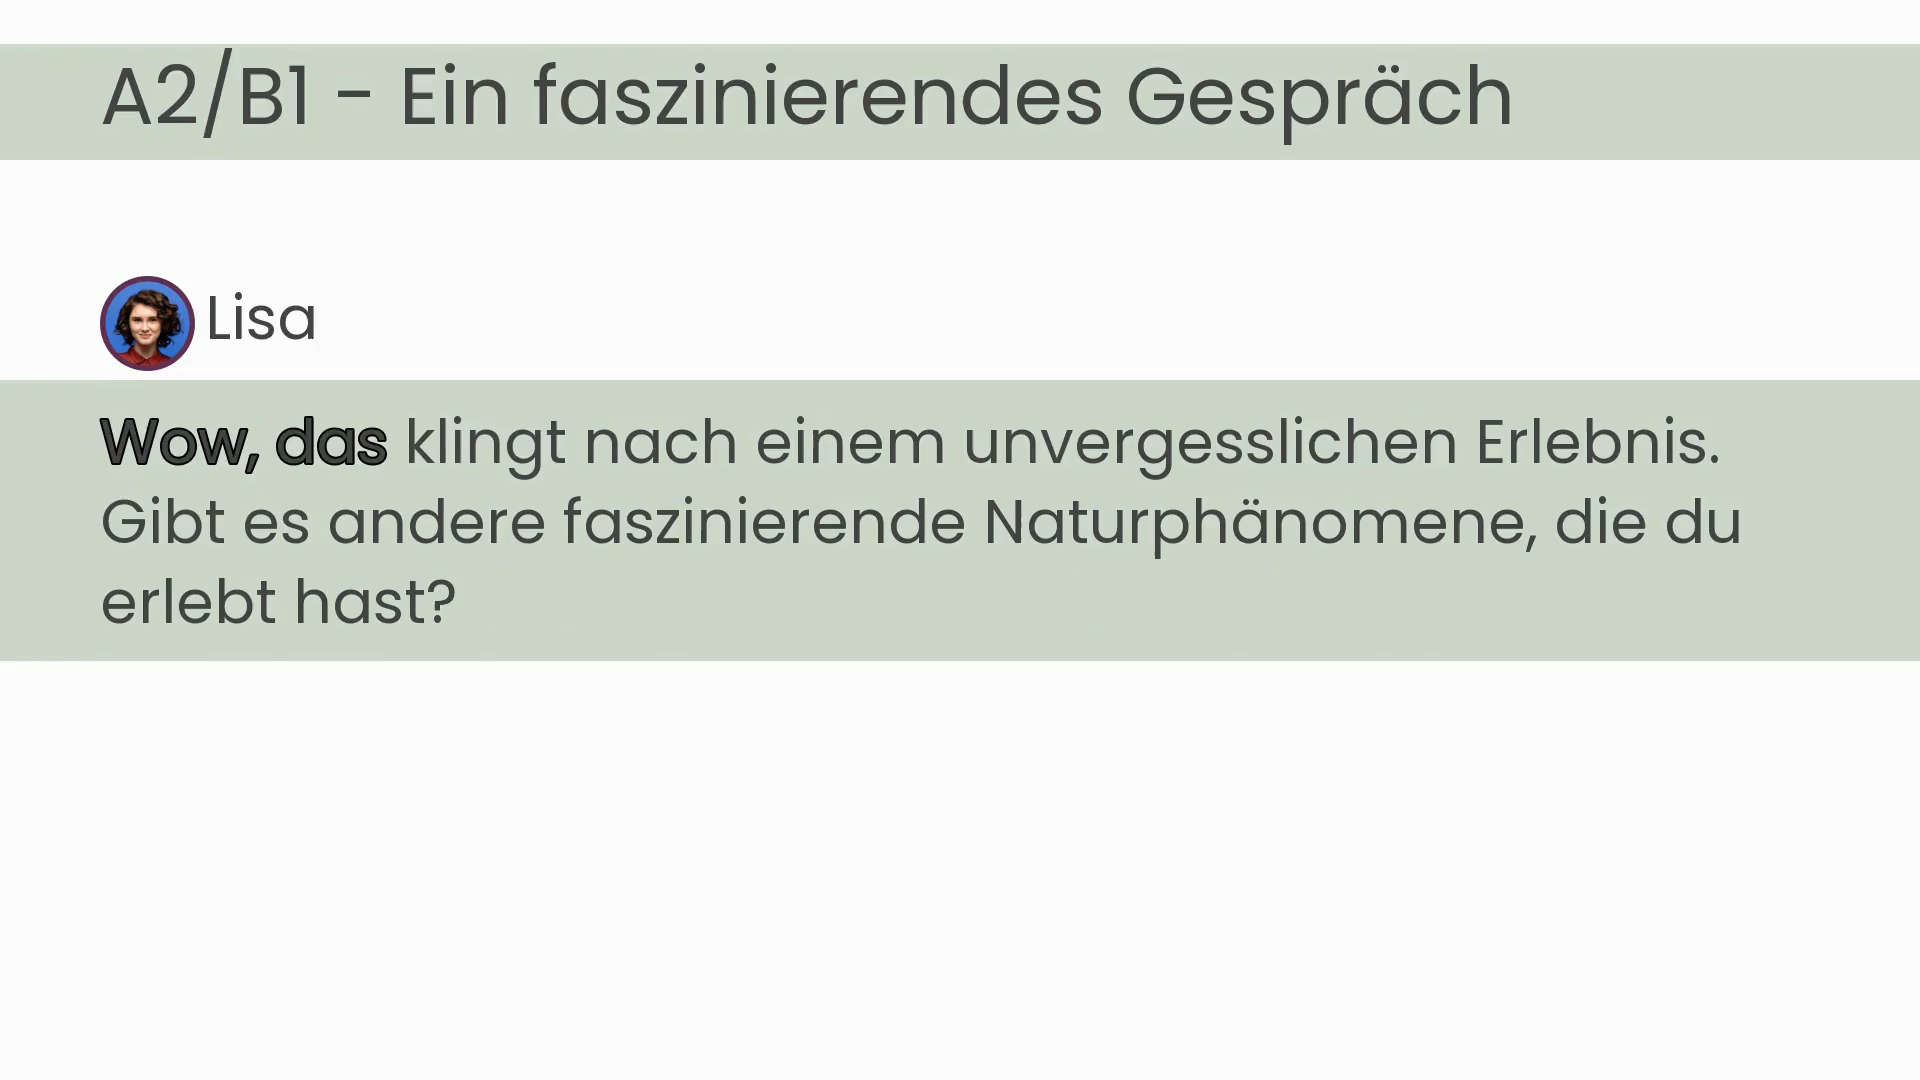 A2/B1 - Ein faszinierendes Gespräch
Lisa
Wow, das klingt nach einem unvergesslichen Erlebnis.
Gibt es andere faszinierende Naturphänomene, die du
erlebt hast?